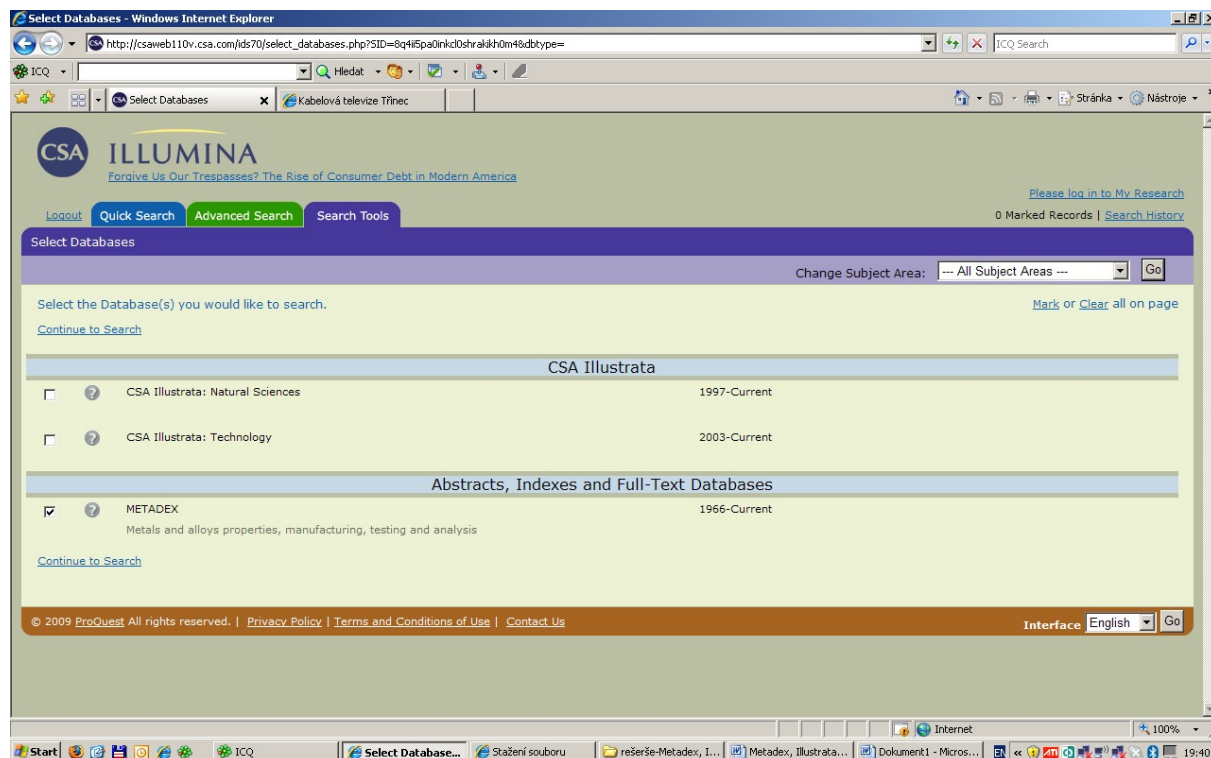 Select Databases - Windows Internet Explorer
http://csaweb110v.csa.com/ids70/select_databases.php?SID=8q4ii5pa0inkcl0shrakikh0m4&dbtype=
ICQ Search
ICQ
Hledat
Select Databases
Kabelová televize Třinec
Stránka
Nástroje
CSA
ILLUMINA
Forgive Us Our Trespasses? The Rise of Consumer Debt in Modern America
Please log in to My Research
Logout Quick Search Advanced Search Search Tools
0 Marked Records | Search History
Select Databases
Change Subject Area: --- All Subject Areas --- Go
Select the Database(s) you would like to search.
Mark or Clear all on page
Continue to Search
CSA Illustrata
CSA Illustrata: Natural Sciences 1997-Current
CSA Illustrata: Technology 2003-Current
Abstracts, Indexes and Full-Text Databases
METADEX 1966-Current
Metals and alloys properties, manufacturing, testing and analysis
Continue to Search
© 2009 ProQuest All rights reserved. | Privacy Policy | Terms and Conditions of Use | Contact Us
Interface English Go
Internet 100%
Start ICQ Select Database... Stažení souboru rešerše-Metadex, I... Metadex, Illustrata... Dokument1 - Micros... EN « ATI 19:40